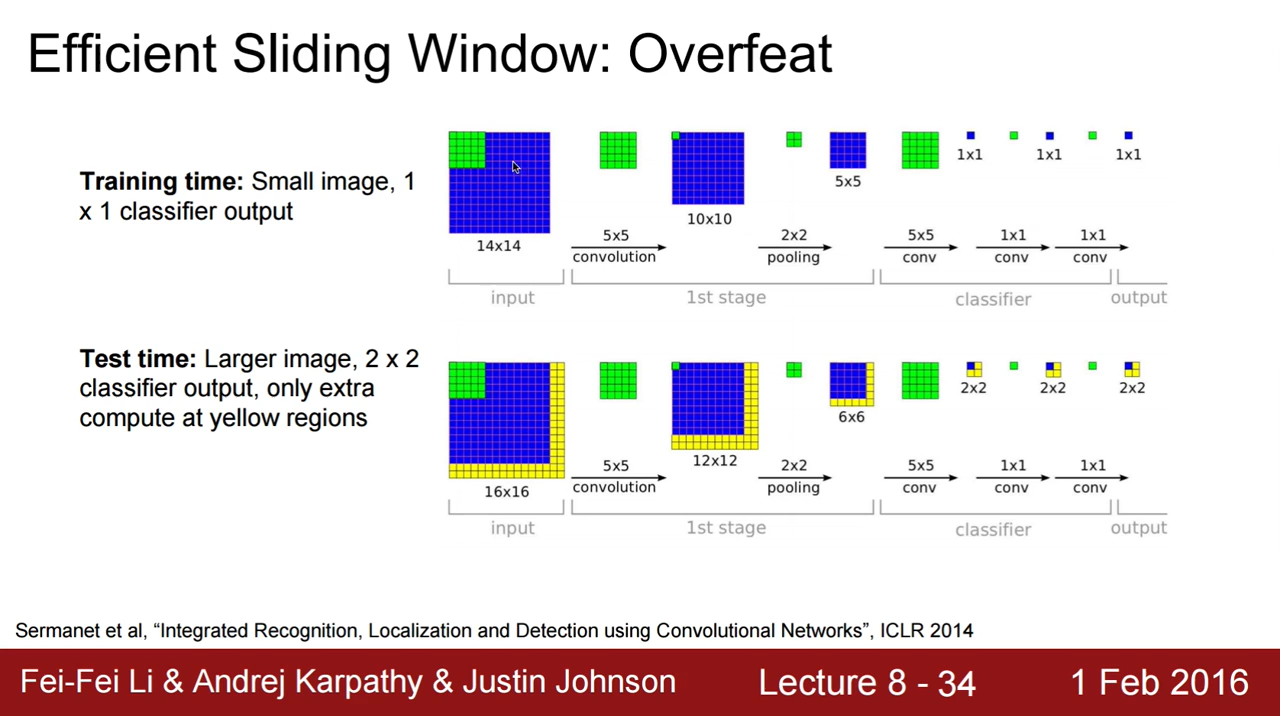 Efficient Sliding Window: Overfeat
Training time: Small image, 1
x 1 classifier output
14x14
5x5
convolution
10x10
2x2
pooling
5x5
5x5
conv
1x1
1x1
conv
1x1
1x1
conv
1x1
input
1st stage
classifier
output
Test time: Larger image, 2 x 2
classifier output, only extra
compute at yellow regions
16x16
5x5
convolution
12x12
2x2
pooling
6x6
5x5
conv
2x2
1x1
conv
2x2
1x1
conv
2x2
input
1st stage
classifier
output
Sermanet et al, “Integrated Recognition, Localization and Detection using Convolutional Networks”, ICLR 2014
Fei-Fei Li & Andrej Karpathy & Justin Johnson
Lecture 8 - 34
1 Feb 2016